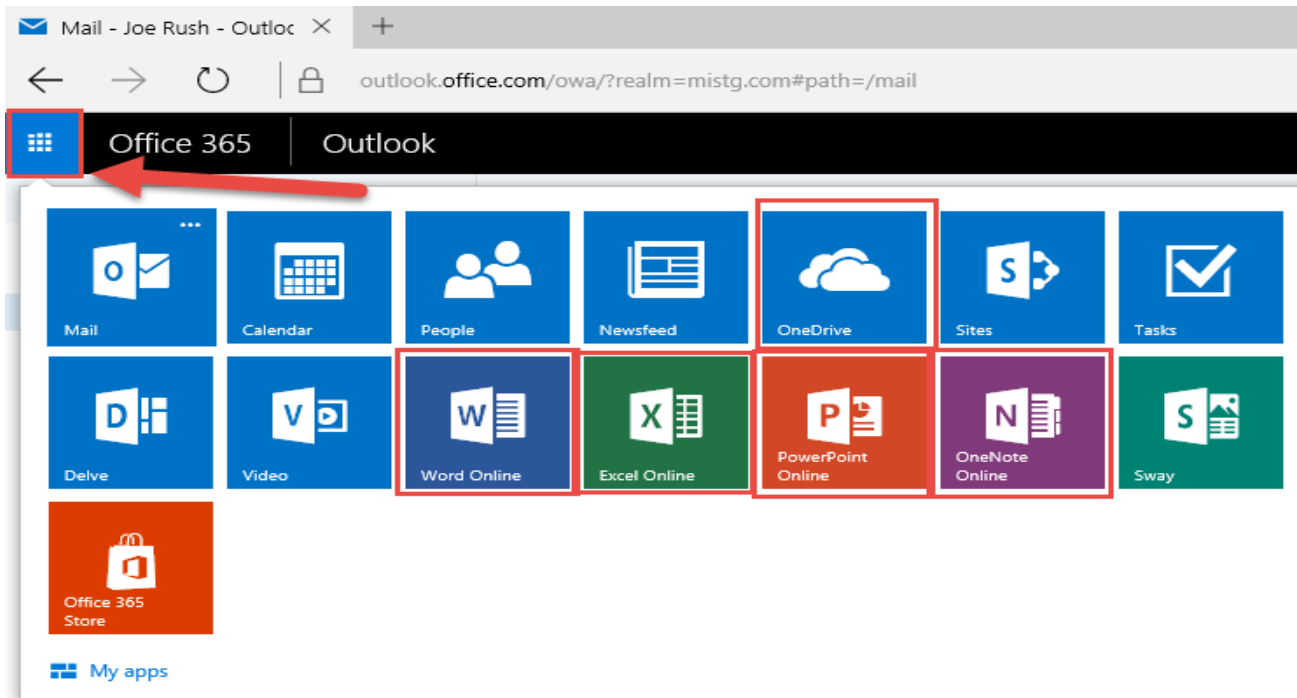 Mail - Joe Rush - Outloc
outlook.office.com/owa/?realm=mistg.com#path=/mail
Office 365 Outlook
Mail Calendar People Newsfeed OneDrive Sites Tasks
Delve Video Word Online Excel Online PowerPoint Online OneNote Online Sway
Office 365
Store
My apps